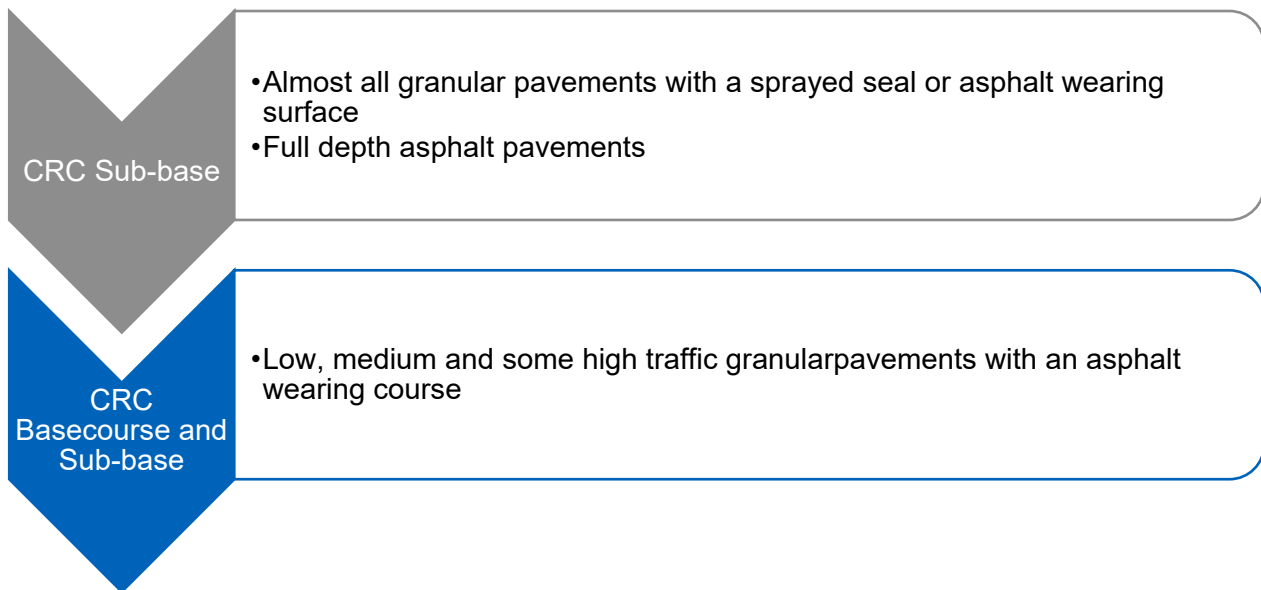 CRC Sub-base
•Almost all granular pavements with a sprayed seal or asphalt wearing
surface
•Full depth asphalt pavements
CRC
Basecourse and
Sub-base
•Low, medium and some high traffic granularpavements with an asphalt
wearing course